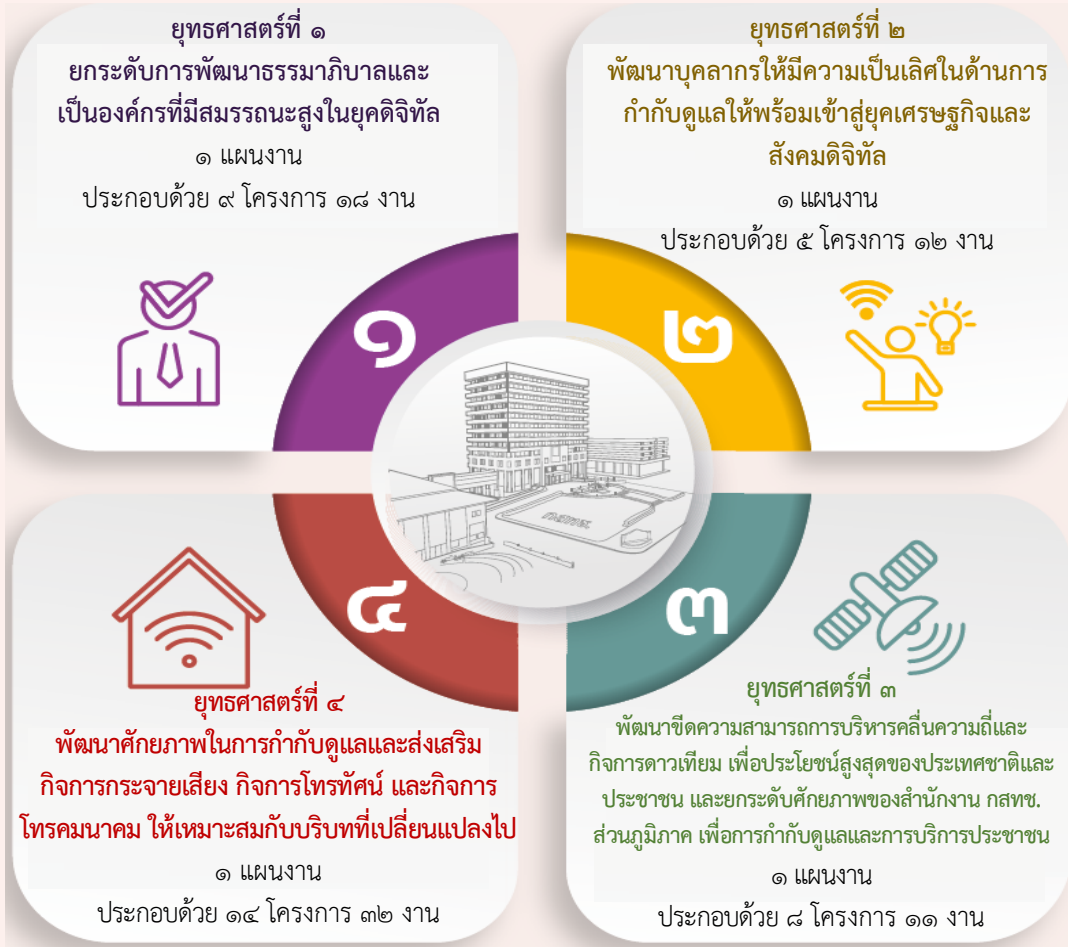 ยุทธศาสตร์ที่ ๑
ยกระดับการพัฒนาธรรมาภิบาลและ
เป็นองค์กรที่มีสมรรถนะสูงในยุคดิจิทัล
๑ แผนงาน
ประกอบด้วย ๙ โครงการ ๑๘ งาน
๑
ยุทธศาสตร์ที่ ๒
พัฒนาบุคลากรให้มีความเป็นเลิศในด้านการ
กำกับดูแลให้พร้อมเข้าสู่ยุคเศรษฐกิจและ
สังคมดิจิทัล
๑ แผนงาน
ประกอบด้วย ๕ โครงการ ๑๒ งาน
๒
๓
ยุทธศาสตร์ที่ ๓
พัฒนาขีดความสามารถการบริหารคลื่นความถี่และ
กิจการดาวเทียม เพื่อประโยชน์สูงสุดของประเทศชาติและ
ประชาชน และยกระดับศักยภาพของสำนักงาน กสทช.
ส่วนภูมิภาค เพื่อการกำกับดูแลและการบริการประชาชน
๑ แผนงาน
ประกอบด้วย ๘ โครงการ ๑๑ งาน
๔
ยุทธศาสตร์ที่ ๔
พัฒนาศักยภาพในการกำกับดูแลและส่งเสริม
กิจการกระจายเสียง กิจการโทรทัศน์ และกิจการ
โทรคมนาคม ให้เหมาะสมกับบริบทที่เปลี่ยนแปลงไป
๑ แผนงาน
ประกอบด้วย ๑๔ โครงการ ๓๒ งาน